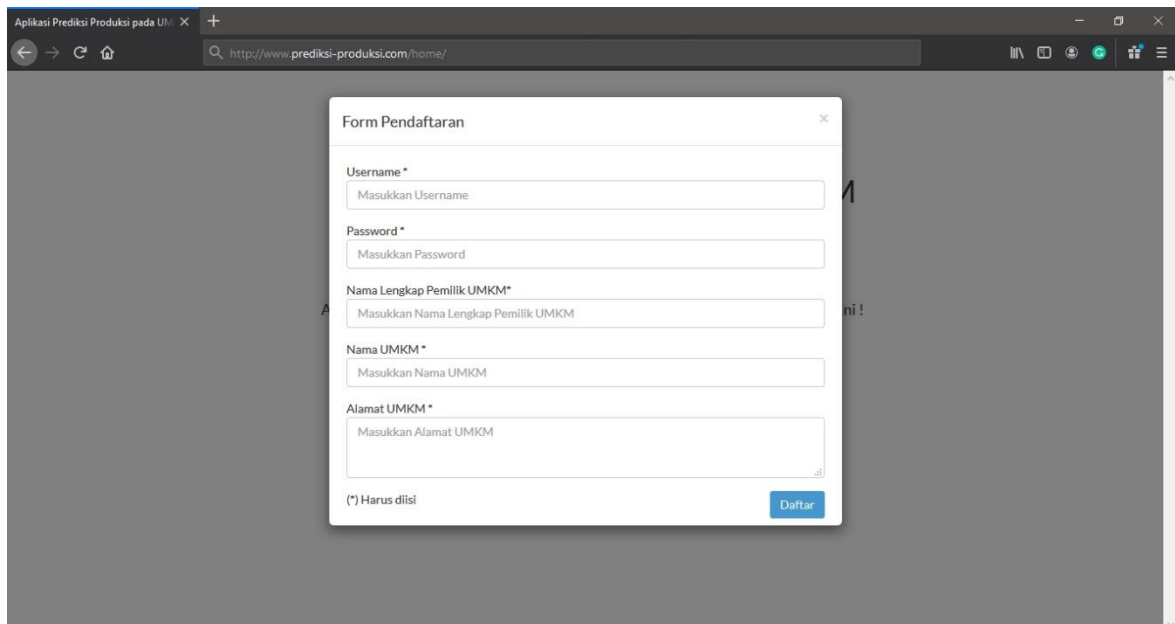 Aplikasi Prediksi Produksi pada UM
http://www.prediksi-produksi.com/home/
Form Pendaftaran
Username *
Masukkan Username
M
Password *
Masukkan Password
Nama Lengkap Pemilik UMKM*
A
Masukkan Nama Lengkap Pemilik UMKM
ni !
Nama UMKM *
Masukkan Nama UMKM
Alamat UMKM *
Masukkan Alamat UMKM
(*) Harus diisi
Daftar